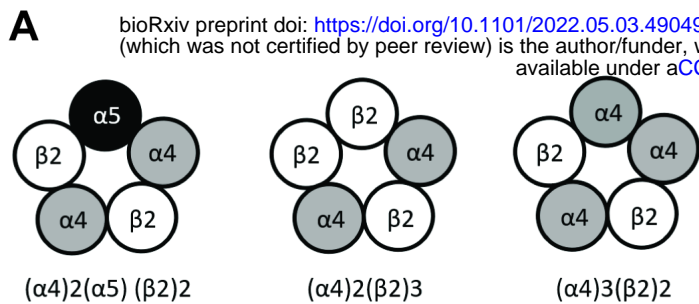 A
bioRxiv preprint doi: https://doi.org/10.1101/2022.05.03.49049
(which was not certified by peer review) is the author/funder, w
available under aCC
α5 β2 α4 α4 β2
β2 β2 α4 α4 β2
α4 β2 α4 α4 β2
(α4)2(α5) (β2)2
(α4)2(β2)3
(α4)3(β2)2